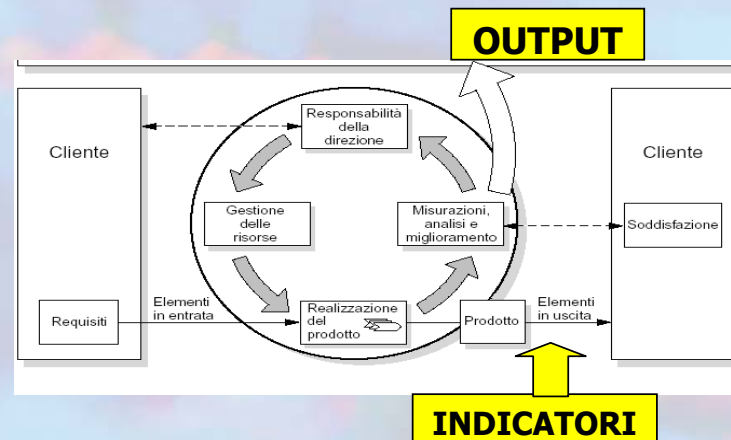 OUTPUT
Responsabilità
della
direzione
Cliente
Cliente
Gestione
delle
risorse
Misurazioni,
analisi e
miglioramento
Soddisfazione
Elementi
in entrata
Realizzazione
del
prodotto
Elementi
in uscita
Requisiti
Prodotto
INDICATORI